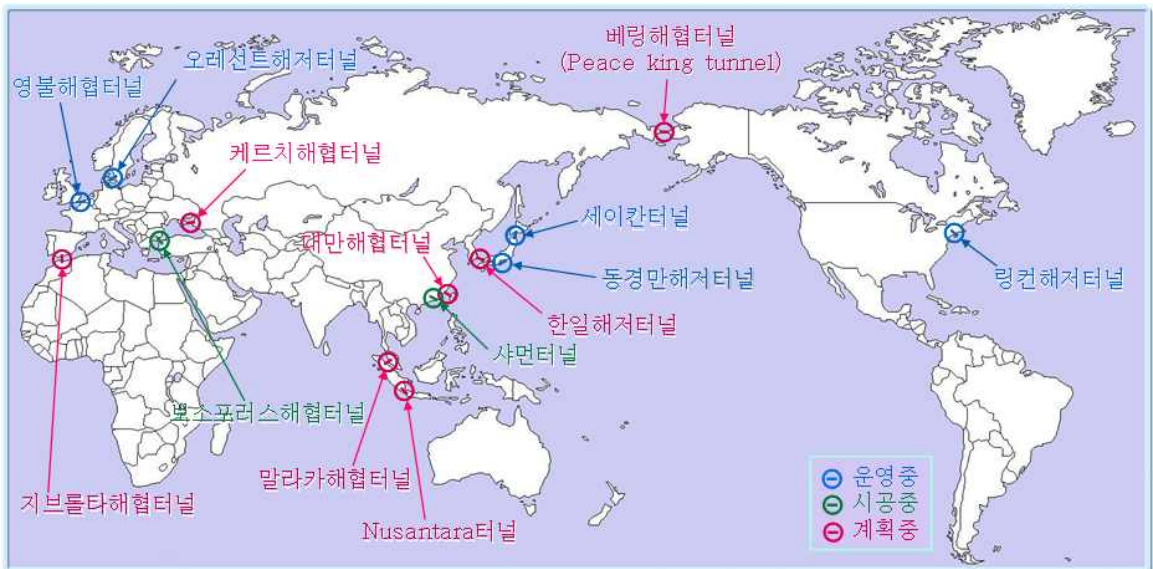 베링해협터널
(Peace king tunnel)
오레선트해저터널
영불해협터널
케르치해협터널
세이칸터널
대만해협터널
동경만해저터널
링컨해저터널
한일해저터널
샤먼터널
보스포러스해협터널
말라카해협터널
지브롤타해협터널
Nusantara터널
운영중
시공중
계획중